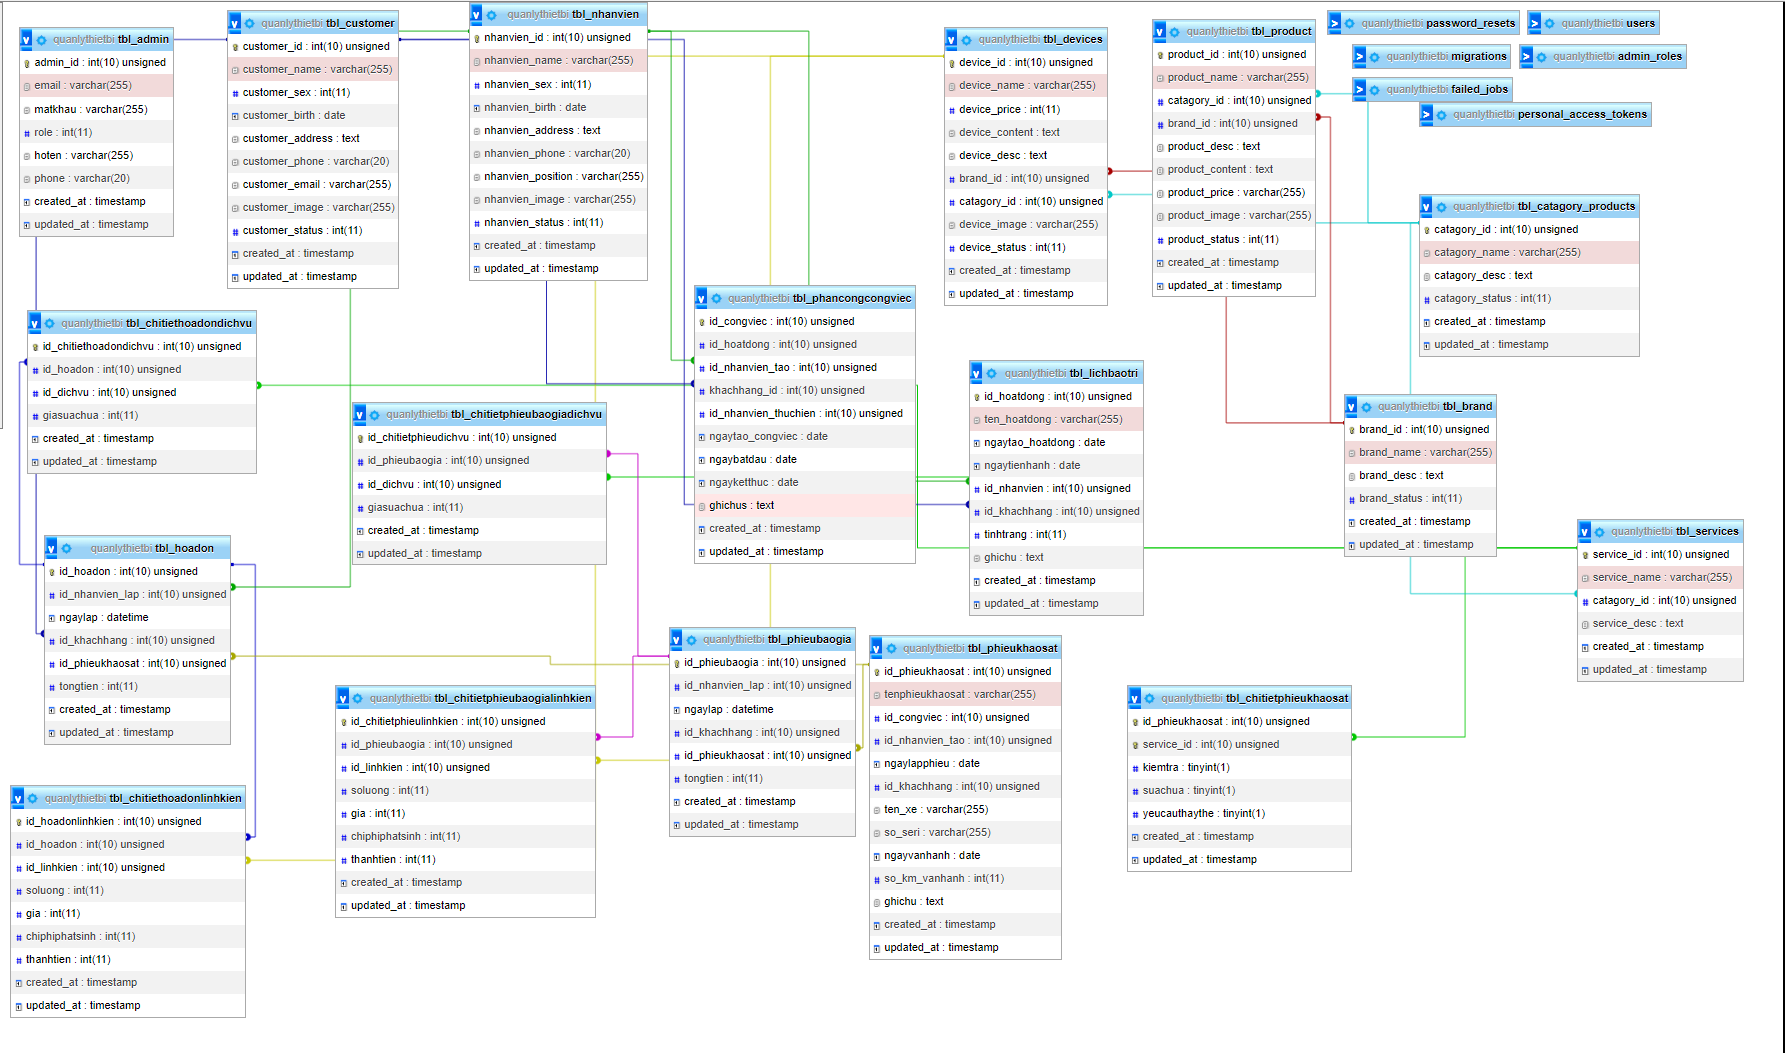 quanlythietbi tbl_admin
admin_id : int(10) unsigned
email : varchar(255)
matkhau : varchar(255)
role : int(11)
hoten : varchar(255)
phone : varchar(20)
created_at : timestamp
updated_at : timestamp
quanlythietbi tbl_customer
customer_id : int(10) unsigned
customer_name : varchar(255)
customer_sex : int(11)
customer_birth : date
customer_address : text
customer_phone : varchar(20)
customer_email : varchar(255)
customer_image : varchar(255)
customer_status : int(11)
created_at : timestamp
updated_at : timestamp
quanlythietbi tbl_nhanvien
nhanvien_id : int(10) unsigned
nhanvien_name : varchar(255)
nhanvien_sex : int(11)
nhanvien_birth : date
nhanvien_address : text
nhanvien_phone : varchar(20)
nhanvien_position : varchar(255)
nhanvien_image : varchar(255)
nhanvien_status : int(11)
created_at : timestamp
updated_at : timestamp
quanlythietbi tbl_devices
device_id : int(10) unsigned
device_name : varchar(255)
device_price : int(11)
device_content : text
device_desc : text
brand_id : int(10) unsigned
catagory_id : int(10) unsigned
device_image : varchar(255)
device_status : int(11)
created_at : timestamp
updated_at : timestamp
quanlythietbi tbl_product
product_id : int(10) unsigned
product_name : varchar(255)
catagory_id : int(10) unsigned
brand_id : int(10) unsigned
product_desc : text
product_content : text
product_price : varchar(255)
product_image : varchar(255)
product_status : int(11)
created_at : timestamp
updated_at : timestamp
quanlythietbi password_resets
quanlythietbi users
quanlythietbi migrations
quanlythietbi admin_roles
quanlythietbi failed_jobs
quanlythietbi personal_access_tokens
quanlythietbi tbl_catagory_products
catagory_id : int(10) unsigned
catagory_name : varchar(255)
catagory_desc : text
catagory_status : int(11)
created_at : timestamp
updated_at : timestamp
quanlythietbi tbl_chitiethoadondichvu
id_chitiethoadondichvu : int(10) unsigned
id_hoadon : int(10) unsigned
id_dichvu : int(10) unsigned
giasuachua : int(11)
created_at : timestamp
updated_at : timestamp
quanlythietbi tbl_phancongcongviec
id_congviec : int(10) unsigned
id_hoatdong : int(10) unsigned
id_nhanvien_tao : int(10) unsigned
khachhang_id : int(10) unsigned
id_nhanvien_thuchien : int(10) unsigned
ngaytao_congviec : date
ngaybatdau : date
ngayketthuc : date
ghichus : text
created_at : timestamp
updated_at : timestamp
quanlythietbi tbl_lichbaotri
id_hoatdong : int(10) unsigned
ten_hoatdong : varchar(255)
ngaytao_hoatdong : date
ngaytienhanh : date
id_nhanvien : int(10) unsigned
id_khachhang : int(10) unsigned
tinhtrang : int(11)
ghichu : text
created_at : timestamp
updated_at : timestamp
quanlythietbi tbl_chitietphieubaogiadichvu
id_chitietphieudichvu : int(10) unsigned
id_phieubaogia : int(10) unsigned
id_dichvu : int(10) unsigned
giasuachua : int(11)
created_at : timestamp
updated_at : timestamp
quanlythietbi tbl_brand
brand_id : int(10) unsigned
brand_name : varchar(255)
brand_desc : text
brand_status : int(11)
created_at : timestamp
updated_at : timestamp
quanlythietbi tbl_services
service_id : int(10) unsigned
service_name : varchar(255)
catagory_id : int(10) unsigned
service_desc : text
created_at : timestamp
updated_at : timestamp
quanlythietbi tbl_hoadon
id_hoadon : int(10) unsigned
id_nhanvien_lap : int(10) unsigned
ngaylap : datetime
id_khachhang : int(10) unsigned
id_phieukhaosat : int(10) unsigned
tongtien : int(11)
created_at : timestamp
updated_at : timestamp
quanlythietbi tbl_phieubaogia
id_phieubaogia : int(10) unsigned
id_nhanvien_lap : int(10) unsigned
ngaylap : datetime
id_khachhang : int(10) unsigned
id_phieukhaosat : int(10) unsigned
tongtien : int(11)
created_at : timestamp
updated_at : timestamp
quanlythietbi tbl_phieukhaosat
id_phieukhaosat : int(10) unsigned
tenphieukhaosat : varchar(255)
id_congviec : int(10) unsigned
id_nhanvien_tao : int(10) unsigned
ngaylapphieu : date
id_khachhang : int(10) unsigned
ten_xe : varchar(255)
so_seri : varchar(255)
ngayvanhanh : date
so_km_vanhanh : int(11)
ghichu : text
created_at : timestamp
updated_at : timestamp
quanlythietbi tbl_chitietphieubaogialinhkien
id_chitietphieulinhkien : int(10) unsigned
id_phieubaogia : int(10) unsigned
id_linhkien : int(10) unsigned
soluong : int(11)
gia : int(11)
chiphiphatsinh : int(11)
thanhtien : int(11)
created_at : timestamp
updated_at : timestamp
quanlythietbi tbl_chitietphieukhaosat
id_phieukhaosat : int(10) unsigned
service_id : int(10) unsigned
kiemtra : tinyint(1)
suachua : tinyint(1)
yeucauthaythe : tinyint(1)
created_at : timestamp
updated_at : timestamp
quanlythietbi tbl_chitiethoadonlinhkien
id_hoadonlinhkien : int(10) unsigned
id_hoadon : int(10) unsigned
id_linhkien : int(10) unsigned
soluong : int(11)
gia : int(11)
chiphiphatsinh : int(11)
thanhtien : int(11)
created_at : timestamp
updated_at : timestamp